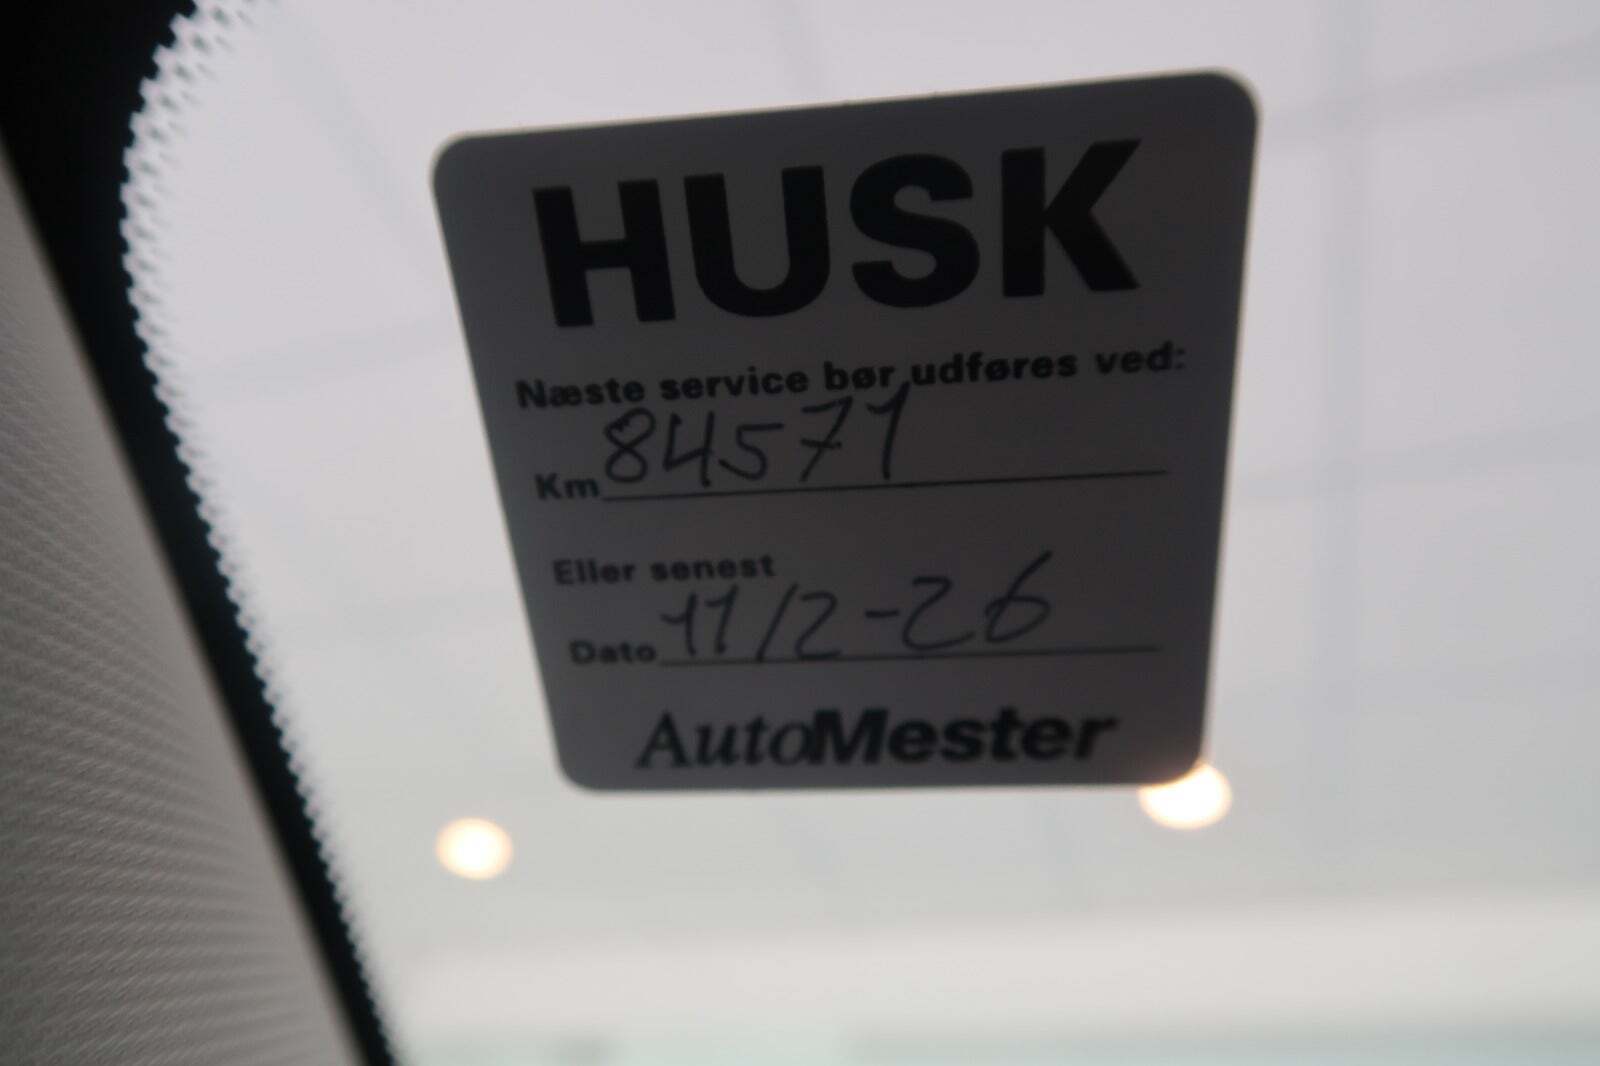 HUSK
Næste service bør udføres ved:
Km 84571
Eller senest
Dato 11/2-26
AutoMester